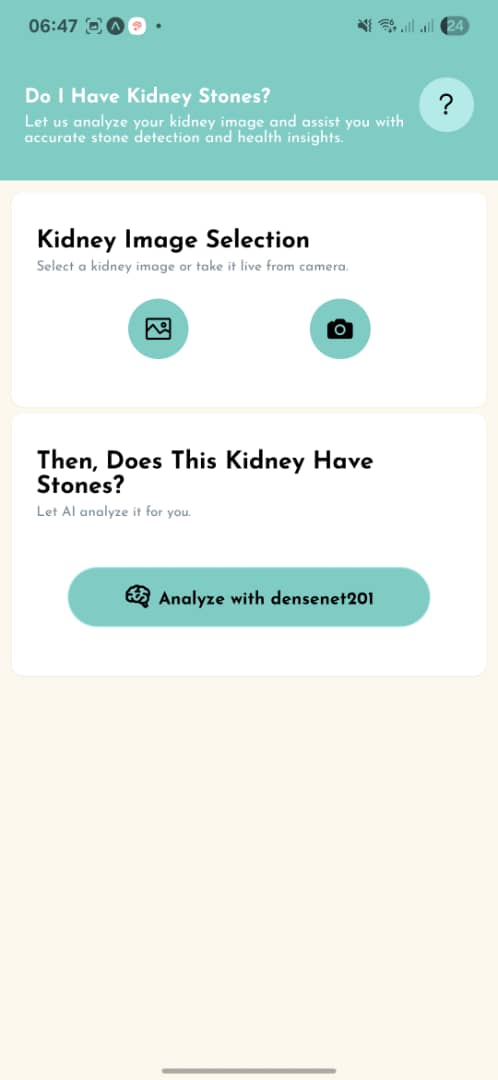 06:47
24
Do I Have Kidney Stones?
Let us analyze your kidney image and assist you with
accurate stone detection and health insights.
?
Kidney Image Selection
Select a kidney image or take it live from camera.
Then, Does This Kidney Have
Stones?
Let AI analyze it for you.
Analyze with densenet201